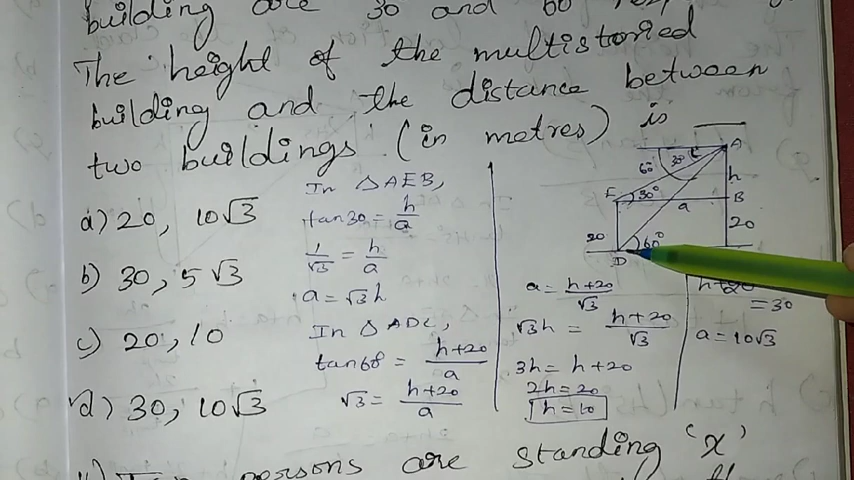 building are 30 and 60
The height of the multistoried
building and the distance between
two buildings (in metres) is
a) 20, 10√3
b) 30, 5√3
c) 20, 10
d) 30, 10√3
In △AEB,
tan30 = h/a
1/√3 = h/a
a = √3h
In △ADC,
tan60 = h+20/a
√3 = h+20/a
A
60
30
h
E
30°
B
a
20
20
60°
D
a = h+20/√3
√3h = h+20/√3
3h = h+20
2h = 20
h = 10
h+20
= 30
a = 10√3
persons are standing 'x'